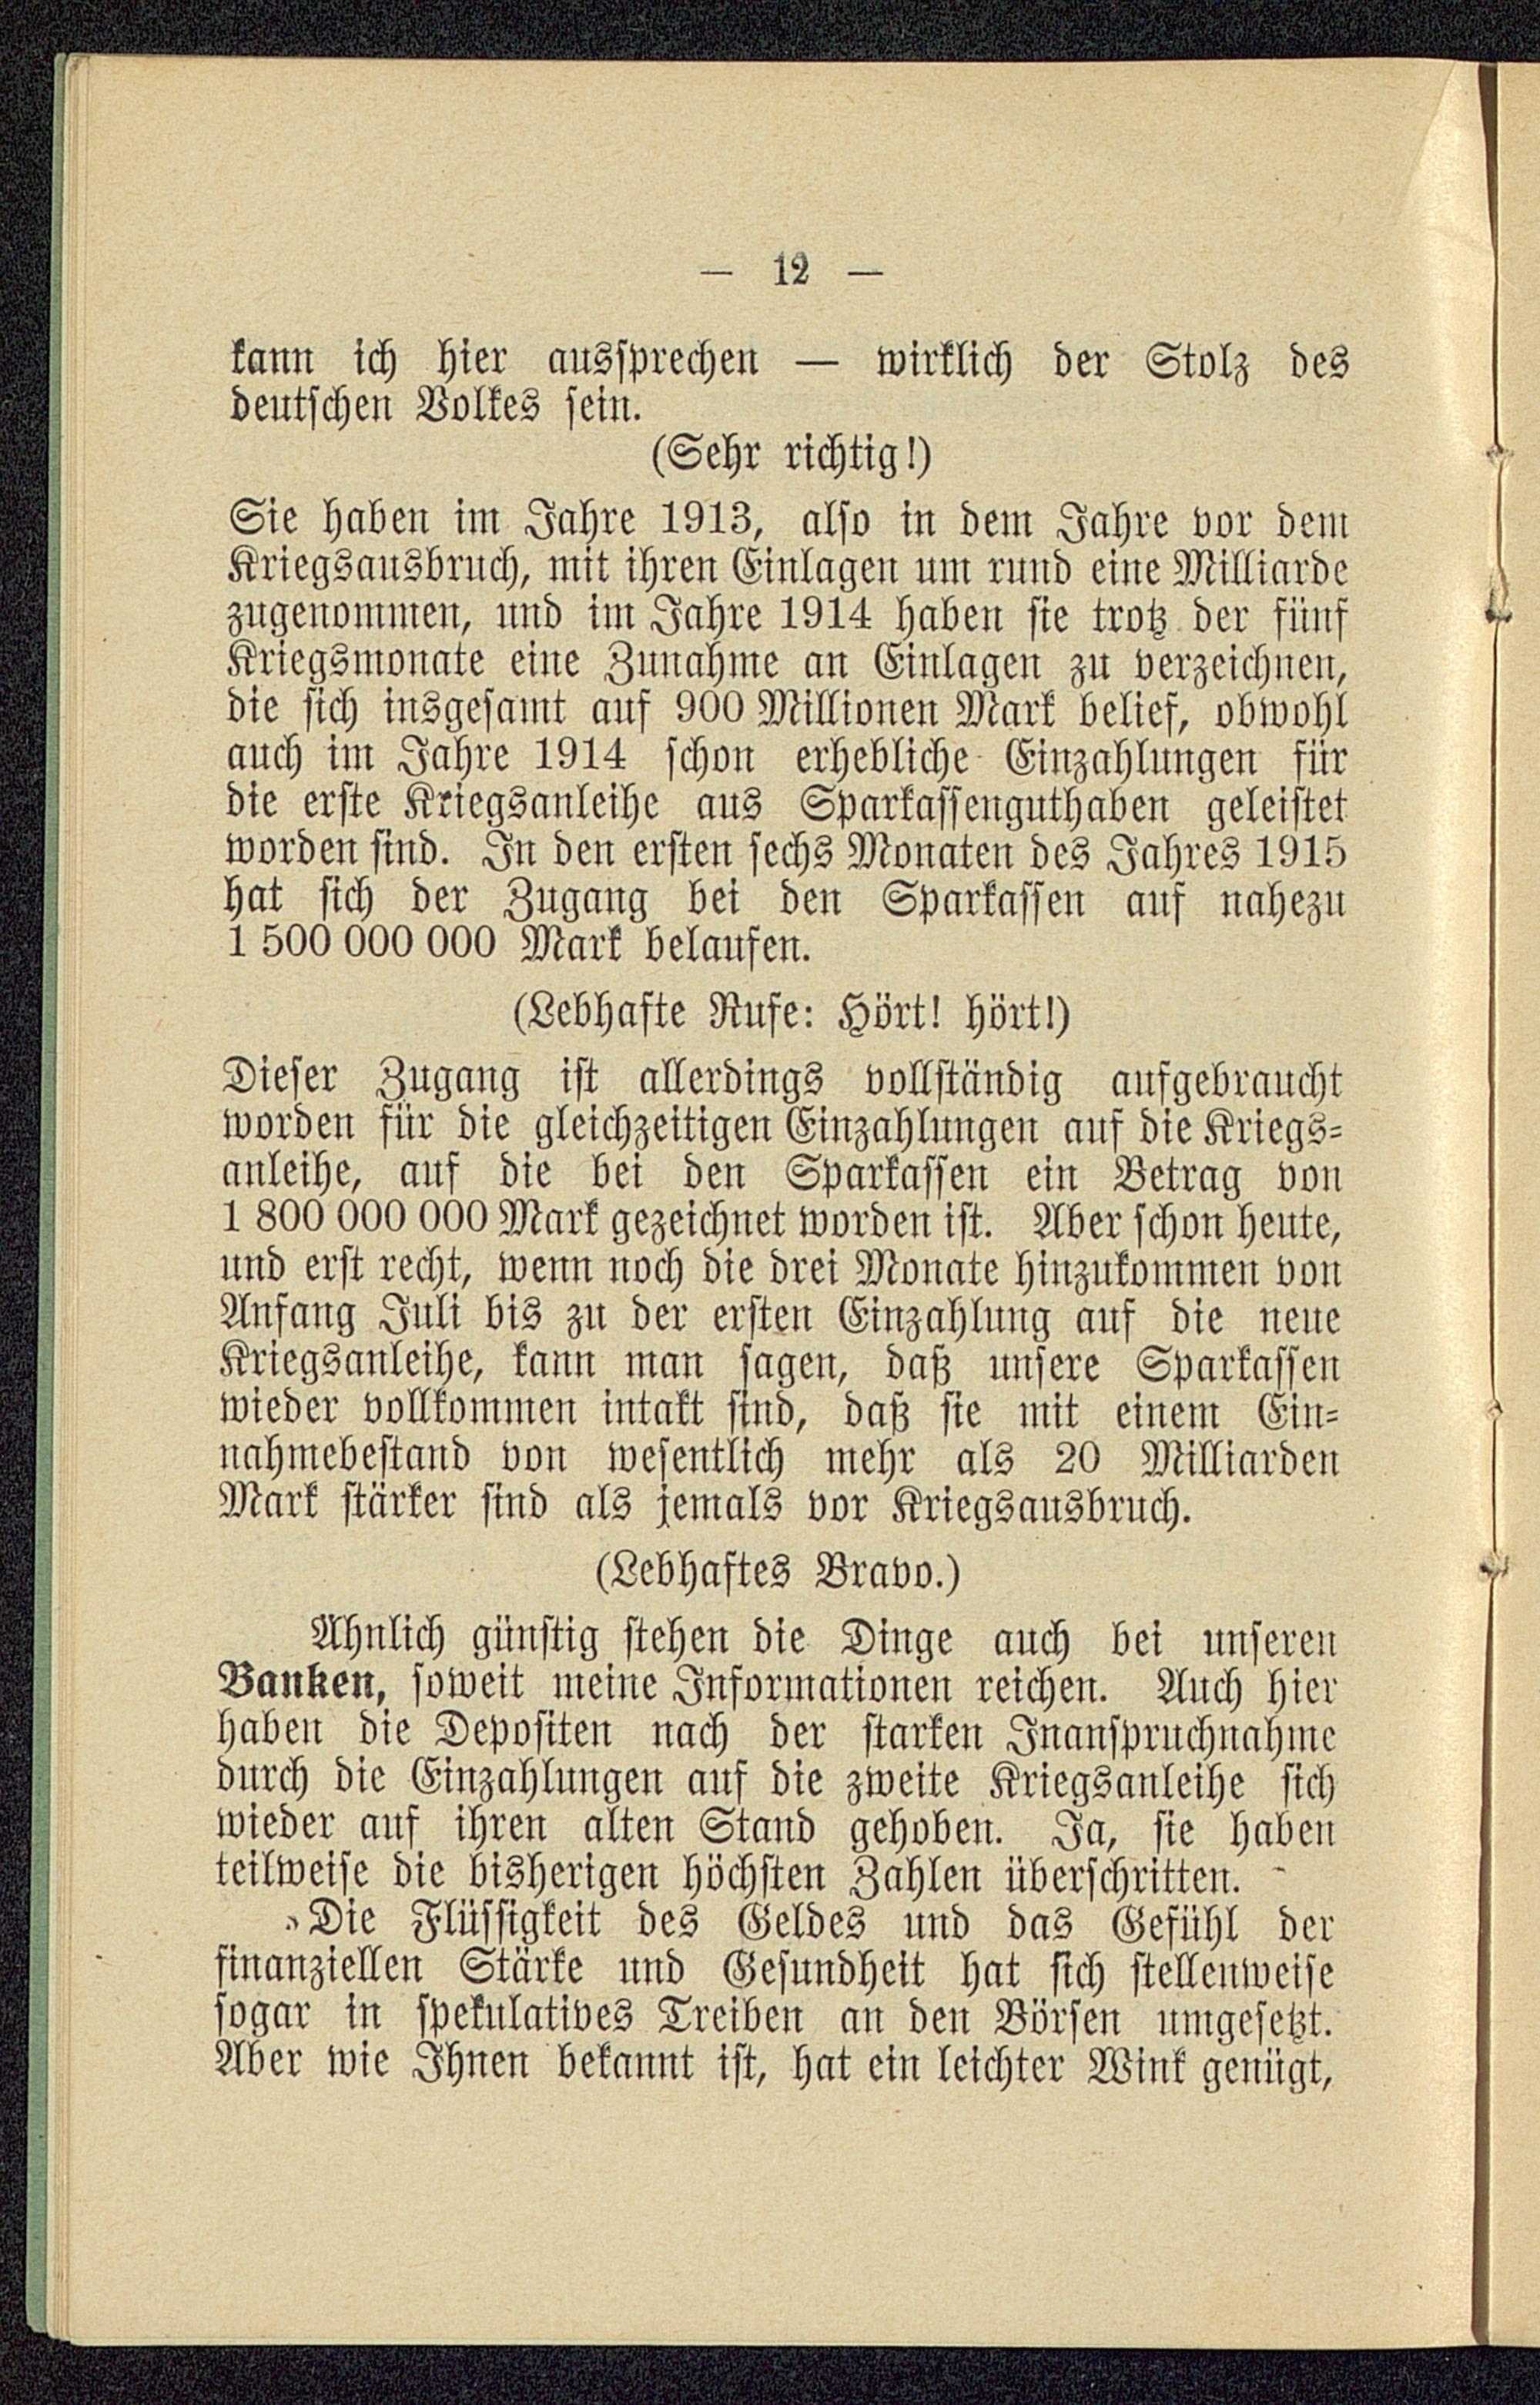 — 12 —
kann ich hier aussprechen — wirklich der Stolz des
deutschen Volkes sein.
(Sehr richtig!)
Sie haben im Jahre 1913, also in dem Jahre vor dem
Kriegsausbruch, mit ihren Einlagen um rund eine Milliarde
zugenommen, und im Jahre 1914 haben sie trotz der fünf
Kriegsmonate eine Zunahme an Einlagen zu verzeichnen,
die sich insgesamt auf 900 Millionen Mark belief, obwohl
auch im Jahre 1914 schon erhebliche Einzahlungen für
die erste Kriegsanleihe aus Sparkassenguthaben geleistet
worden sind. In den ersten sechs Monaten des Jahres 1915
hat sich der Zugang bei den Sparkassen auf nahezu
1 500 000 000 Mark belaufen.
(Lebhafte Rufe: Hört! hört!)
Dieser Zugang ist allerdings vollständig aufgebraucht
worden für die gleichzeitigen Einzahlungen auf die Kriegs-
anleihe, auf die bei den Sparkassen ein Betrag von
1 800 000 000 Mark gezeichnet worden ist. Aber schon heute,
und erst recht, wenn noch die drei Monate hinzukommen von
Anfang Juli bis zu der ersten Einzahlung auf die neue
Kriegsanleihe, kann man sagen, daß unsere Sparkassen
wieder vollkommen intakt sind, daß sie mit einem Ein-
nahmebestand von wesentlich mehr als 20 Milliarden
Mark stärker sind als jemals vor Kriegsausbruch.
(Lebhaftes Bravo.)
Ähnlich günstig stehen die Dinge auch bei unseren
Banken, soweit meine Informationen reichen. Auch hier
haben die Depositen nach der starken Inanspruchnahme
durch die Einzahlungen auf die zweite Kriegsanleihe sich
wieder auf ihren alten Stand gehoben. Ja, sie haben
teilweise die bisherigen höchsten Zahlen überschritten.
Die Flüssigkeit des Geldes und das Gefühl der
finanziellen Stärke und Gesundheit hat sich stellenweise
sogar in spekulatives Treiben an den Börsen umgesetzt.
Aber wie Ihnen bekannt ist, hat ein leichter Wink genügt,